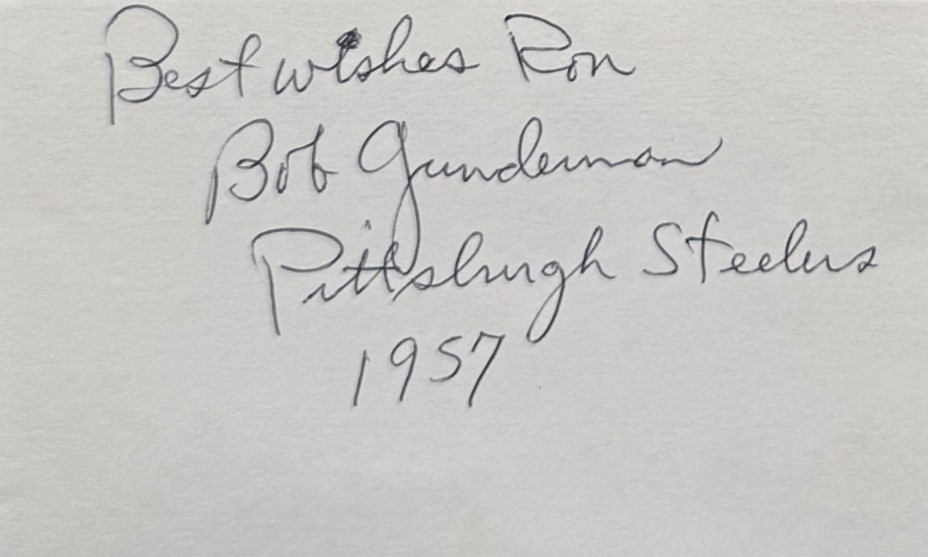 Best wishes Ron
Bob Gunderman
Pittsburgh Steelers
1957